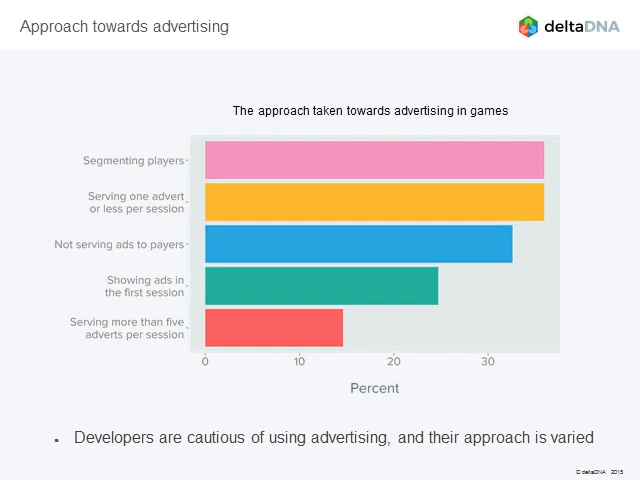 Approach towards advertising
deltaDNA
The approach taken towards advertising in games
Segmenting players
Serving one advert
or less per session
Not serving ads to payers
Showing ads in
the first session
Serving more than five
adverts per session
0 10 20 30
Percent
• Developers are cautious of using advertising, and their approach is varied
© deltaDNA 2015